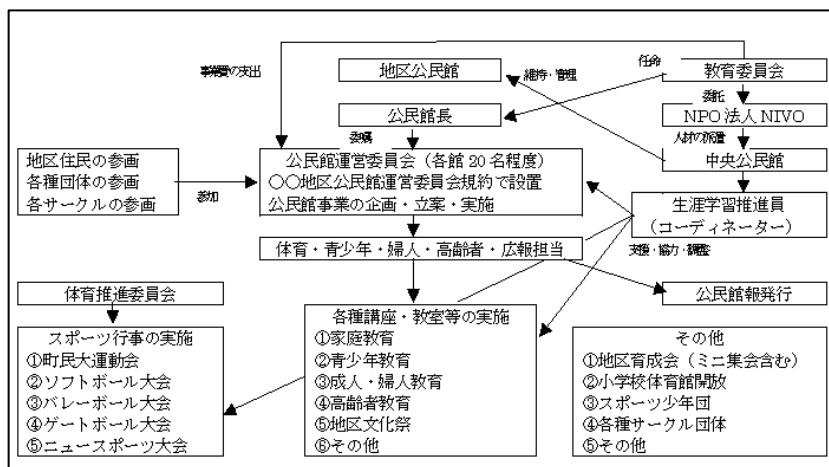 事業費の支出
地区公民館
維持・管理
任命
教育委員会
委託
公民館長
NPO法人NIVO
委嘱
人材の派遣
地区住民の参画
各種団体の参画
各サークルの参画
参加
公民館運営委員会（各館20名程度）
○○地区公民館運営委員会規約で設置
公民館事業の企画・立案・実施
中央公民館
生涯学習推進員
（コーディネーター）
支援・協力・調整
体育・青少年・婦人・高齢者・広報担当
体育推進委員会
公民館報発行
スポーツ行事の実施
①町民大運動会
②ソフトボール大会
③バレーボール大会
④ゲートボール大会
⑤ニュースポーツ大会
各種講座・教室等の実施
①家庭教育
②青少年教育
③成人・婦人教育
④高齢者教育
⑤地区文化祭
⑥その他
その他
①地区育成会（ミニ集会含む）
②小学校体育館開放
③スポーツ少年団
④各種サークル団体
⑤その他